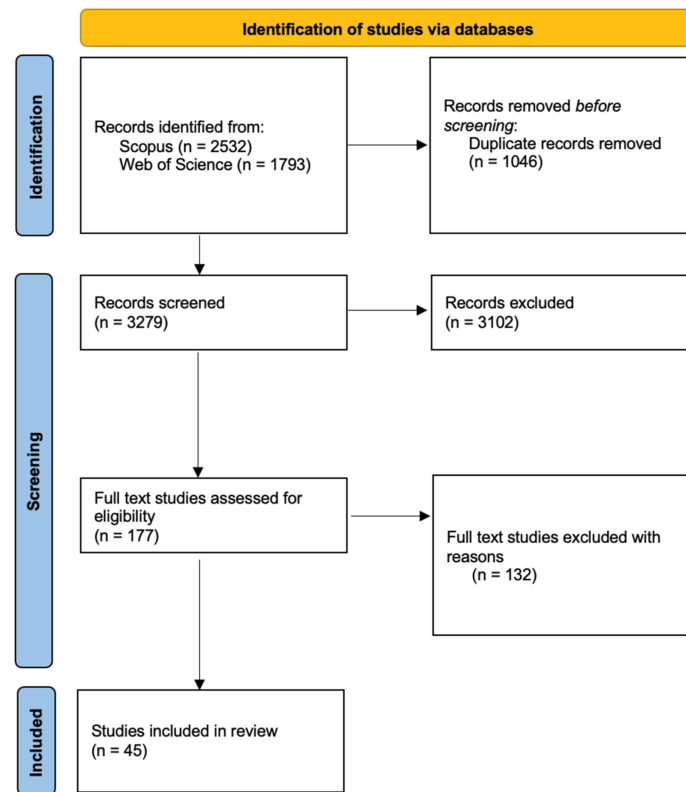 Identification of studies via databases
Identification
Records identified from:
Scopus (n = 2532)
Web of Science (n = 1793)
Records removed before
screening:
Duplicate records removed
(n = 1046)
Screening
Records screened
(n = 3279)
Records excluded
(n = 3102)
Full text studies assessed for
eligibility
(n = 177)
Full text studies excluded with
reasons
(n = 132)
Included
Studies included in review
(n = 45)